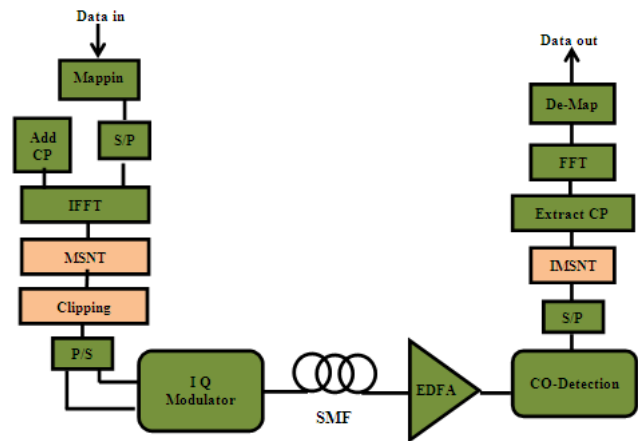 Data in
Mappin
Add
CP
S/P
IFFT
MSNT
Clipping
P/S
I Q
Modulator
SMF
EDFA
CO-Detection
S/P
IMSNT
Extract CP
FFT
De-Map
Data out